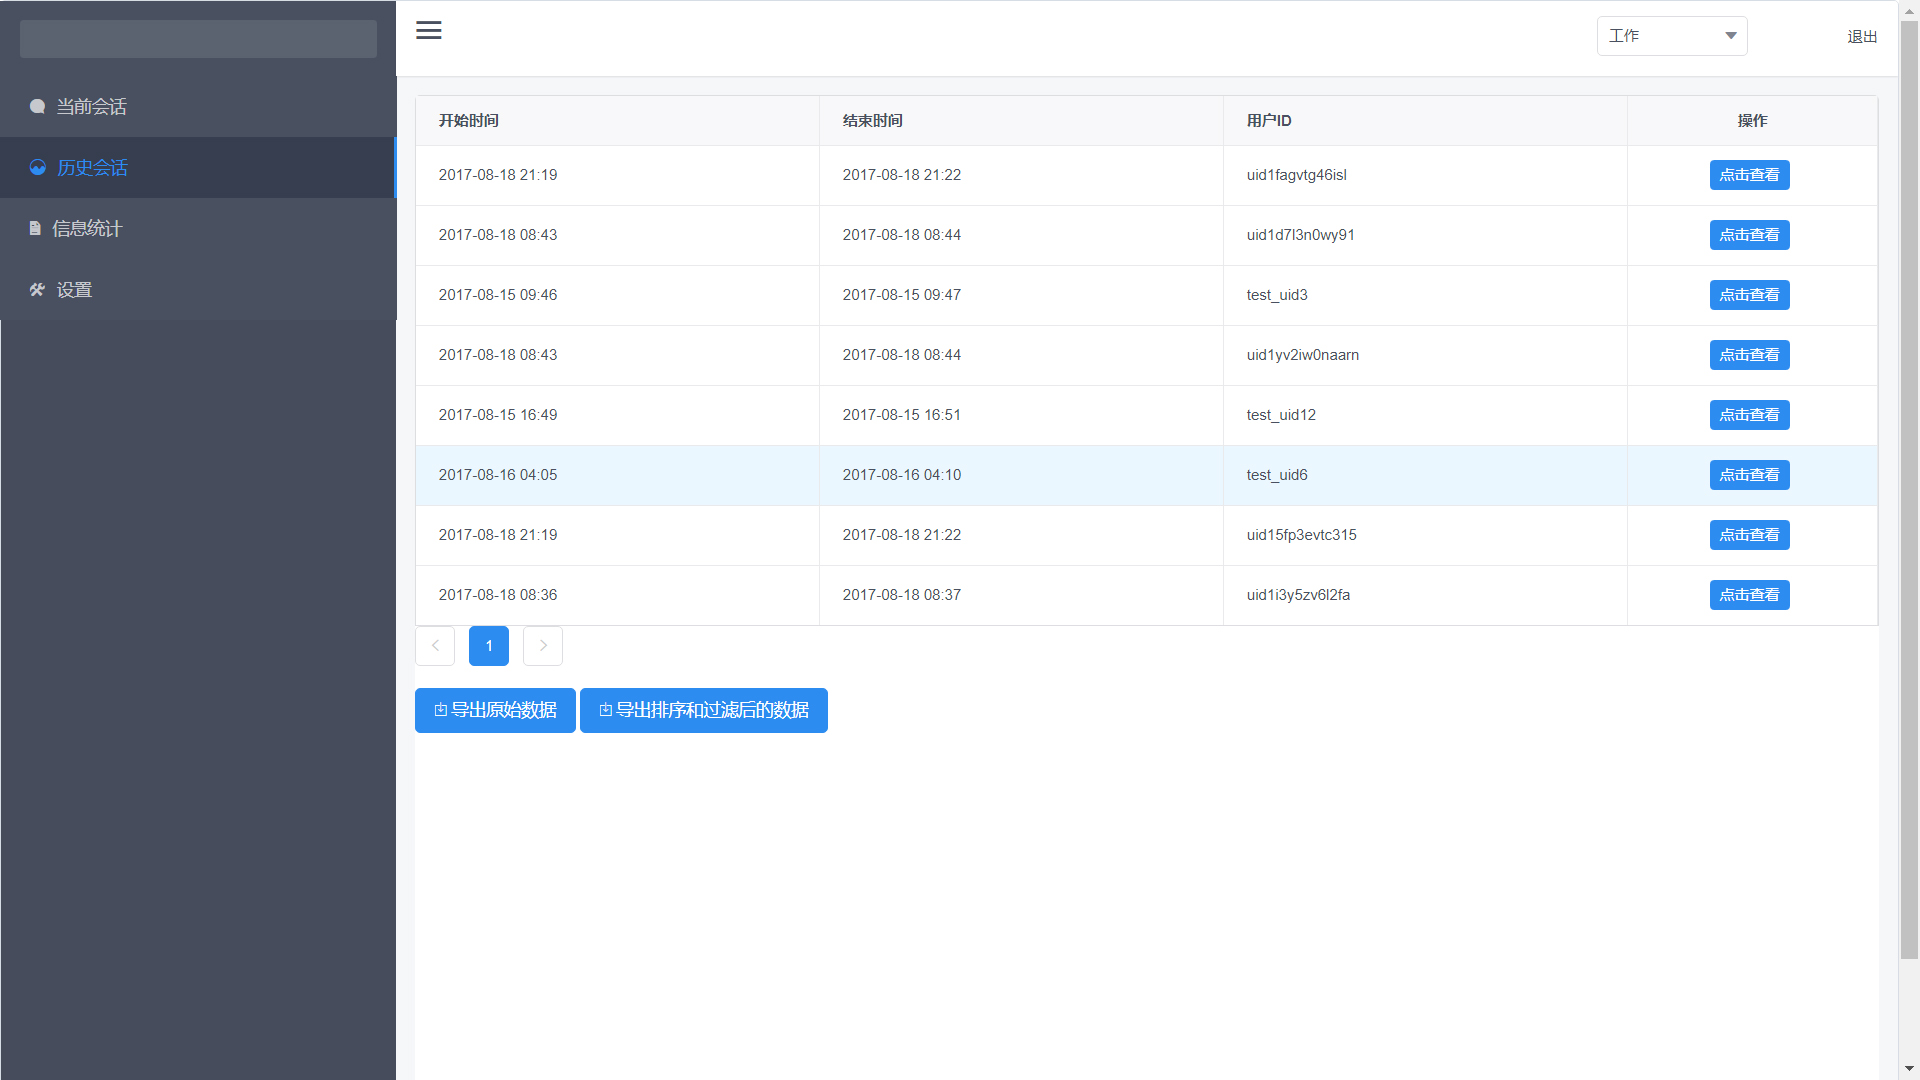 工作
退出
当前会话
历史会话
信息统计
设置
开始时间 结束时间 用户ID 操作
2017-08-18 21:19 2017-08-18 21:22 uid1fagvtg46isl 点击查看
2017-08-18 08:43 2017-08-18 08:44 uid1d7l3n0wy91 点击查看
2017-08-15 09:46 2017-08-15 09:47 test_uid3 点击查看
2017-08-18 08:43 2017-08-18 08:44 uid1yv2iw0naarn 点击查看
2017-08-15 16:49 2017-08-15 16:51 test_uid12 点击查看
2017-08-16 04:05 2017-08-16 04:10 test_uid6 点击查看
2017-08-18 21:19 2017-08-18 21:22 uid15fp3evtc315 点击查看
2017-08-18 08:36 2017-08-18 08:37 uid1i3y5zv6l2fa 点击查看
1
导出原始数据 导出排序和过滤后的数据